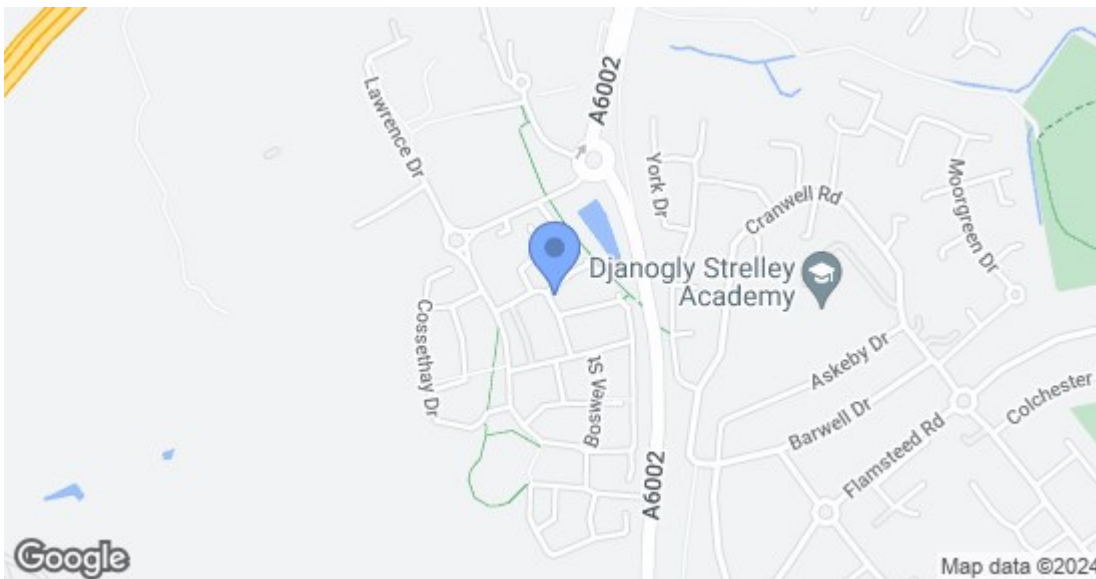 A6002
Lawrence Dr
York Dr
Cranwell Rd
Moorgreen Dr
Djanogly Strelley
Academy
Cossethay Dr
Boswell St
Askeby Dr
Barwell Dr
Colchester
Flamsteed Rd
A6002
Google
Map data ©2024